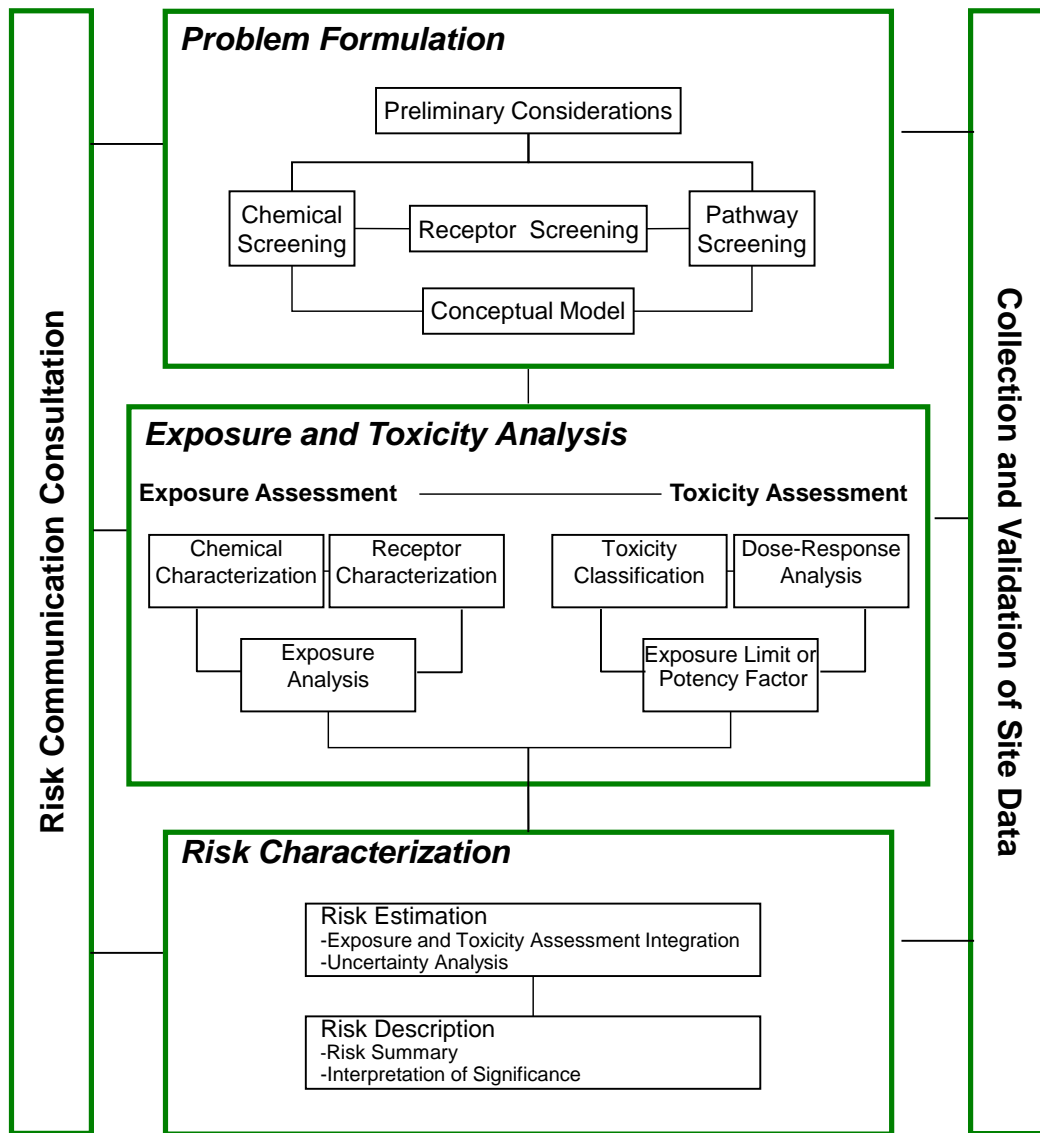 Risk Communication Consultation
Problem Formulation
Preliminary Considerations
Chemical
Screening
Receptor Screening
Pathway
Screening
Conceptual Model
Exposure and Toxicity Analysis
Exposure Assessment
Toxicity Assessment
Chemical
Characterization
Receptor
Characterization
Toxicity
Classification
Dose-Response
Analysis
Exposure
Analysis
Exposure Limit or
Potency Factor
Risk Characterization
Risk Estimation
-Exposure and Toxicity Assessment Integration
-Uncertainty Analysis
Risk Description
-Risk Summary
-Interpretation of Significance
Collection and Validation of Site Data